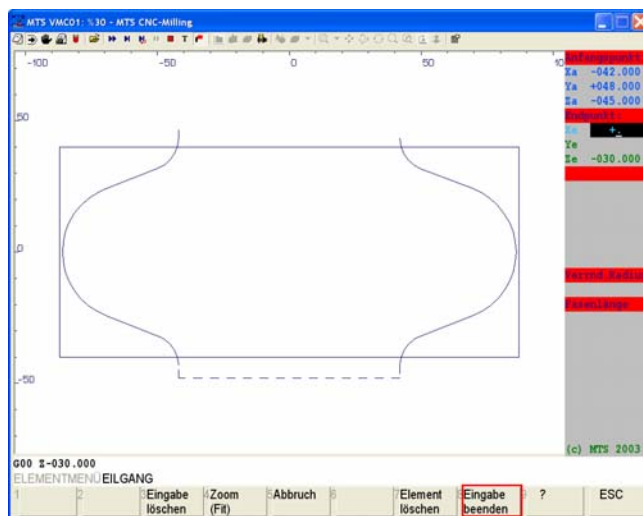 MTS VMC01: %30 - MTS CNC-Milling
T
-100 -50 0 50 10
50
0
-50
Anfangspunkt
Xa -042.000
Ya +048.000
Za -045.000
Endpunkt:
Xe +.
Ye
Ze -030.000
Verrnd.Radius
Fasenlänge
(c) MTS 2003
G00 Z-030.000
ELEMENTMENÜ EILGANG
1
2
3 Eingabe löschen
4 Zoom (Fit)
5 Abbruch
6
7 Element löschen
8 Eingabe beenden
9 ?
ESC